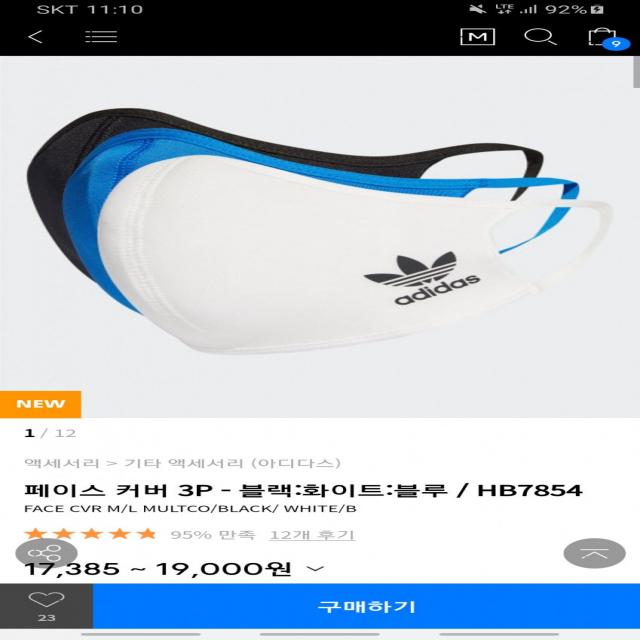 SKT 11:10
LTE
92%
M
9
adidas
NEW
1 / 12
액세서리 > 기타 액세서리 (아디다스)
페이스 커버 3P - 블랙:화이트:블루 / HB7854
FACE CVR M/L MULTCO/BLACK/ WHITE/B
95% 만족 12개 후기
17,385 ~ 19,000원
23
구매하기